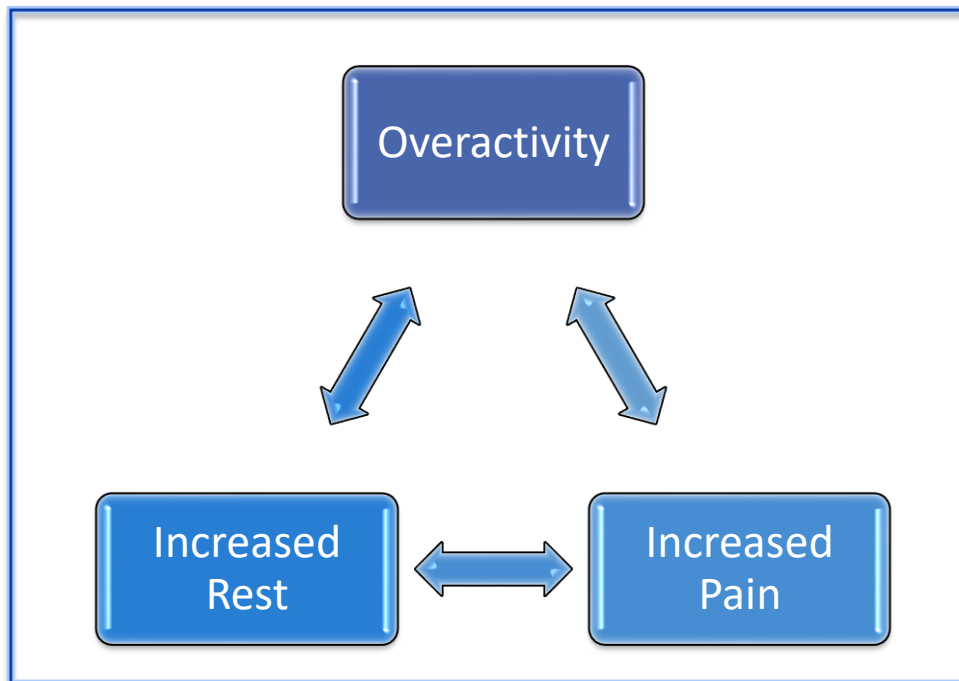 Overactivity
Increased
Rest
Increased
Pain